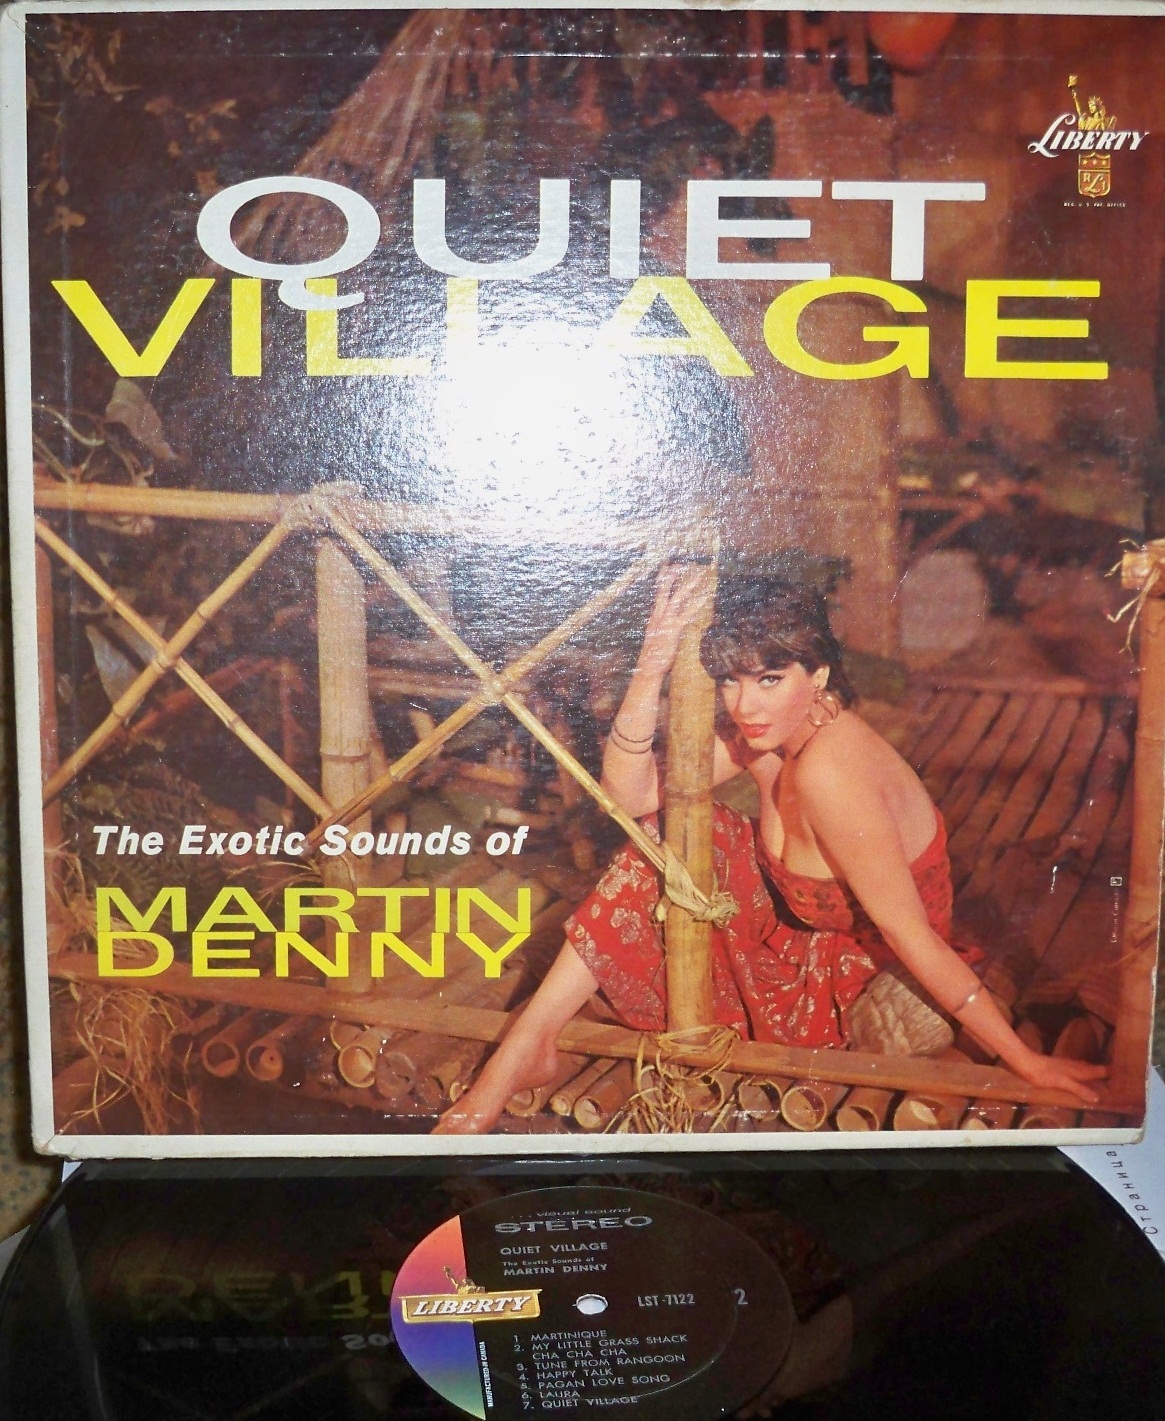 LIBERTY
REG. U. S. PAT. OFFICE
QUIET
VILLAGE
The Exotic Sounds of
MARTIN
DENNY
Страница
... visual sound
STEREO
QUIET VILLAGE
The Exotic Sounds of
MARTIN DENNY
LIBERTY
LST-7122 2
MANUFACTURED IN CANADA
1. MARTINIQUE
2. MY LITTLE GRASS SHACK
CHA CHA CHA
3. TUNE FROM RANGOON
4. HAPPY TALK
5. PAGAN LOVE SONG
6. LAURA
7. QUIET VILLAGE